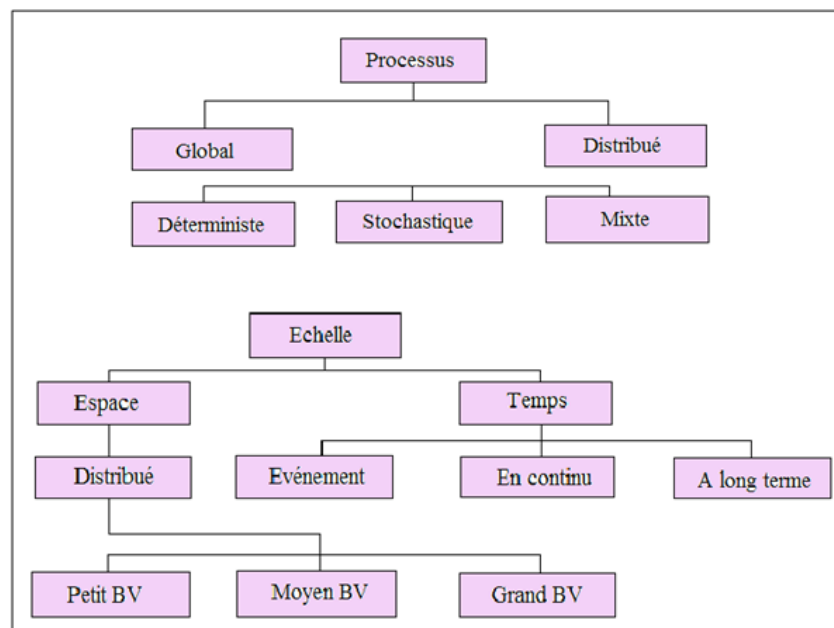 Processus
Global
Distribué
Déterministe
Stochastique
Mixte
Echelle
Espace
Temps
Distribué
Evénement
En continu
A long terme
Petit BV
Moyen BV
Grand BV